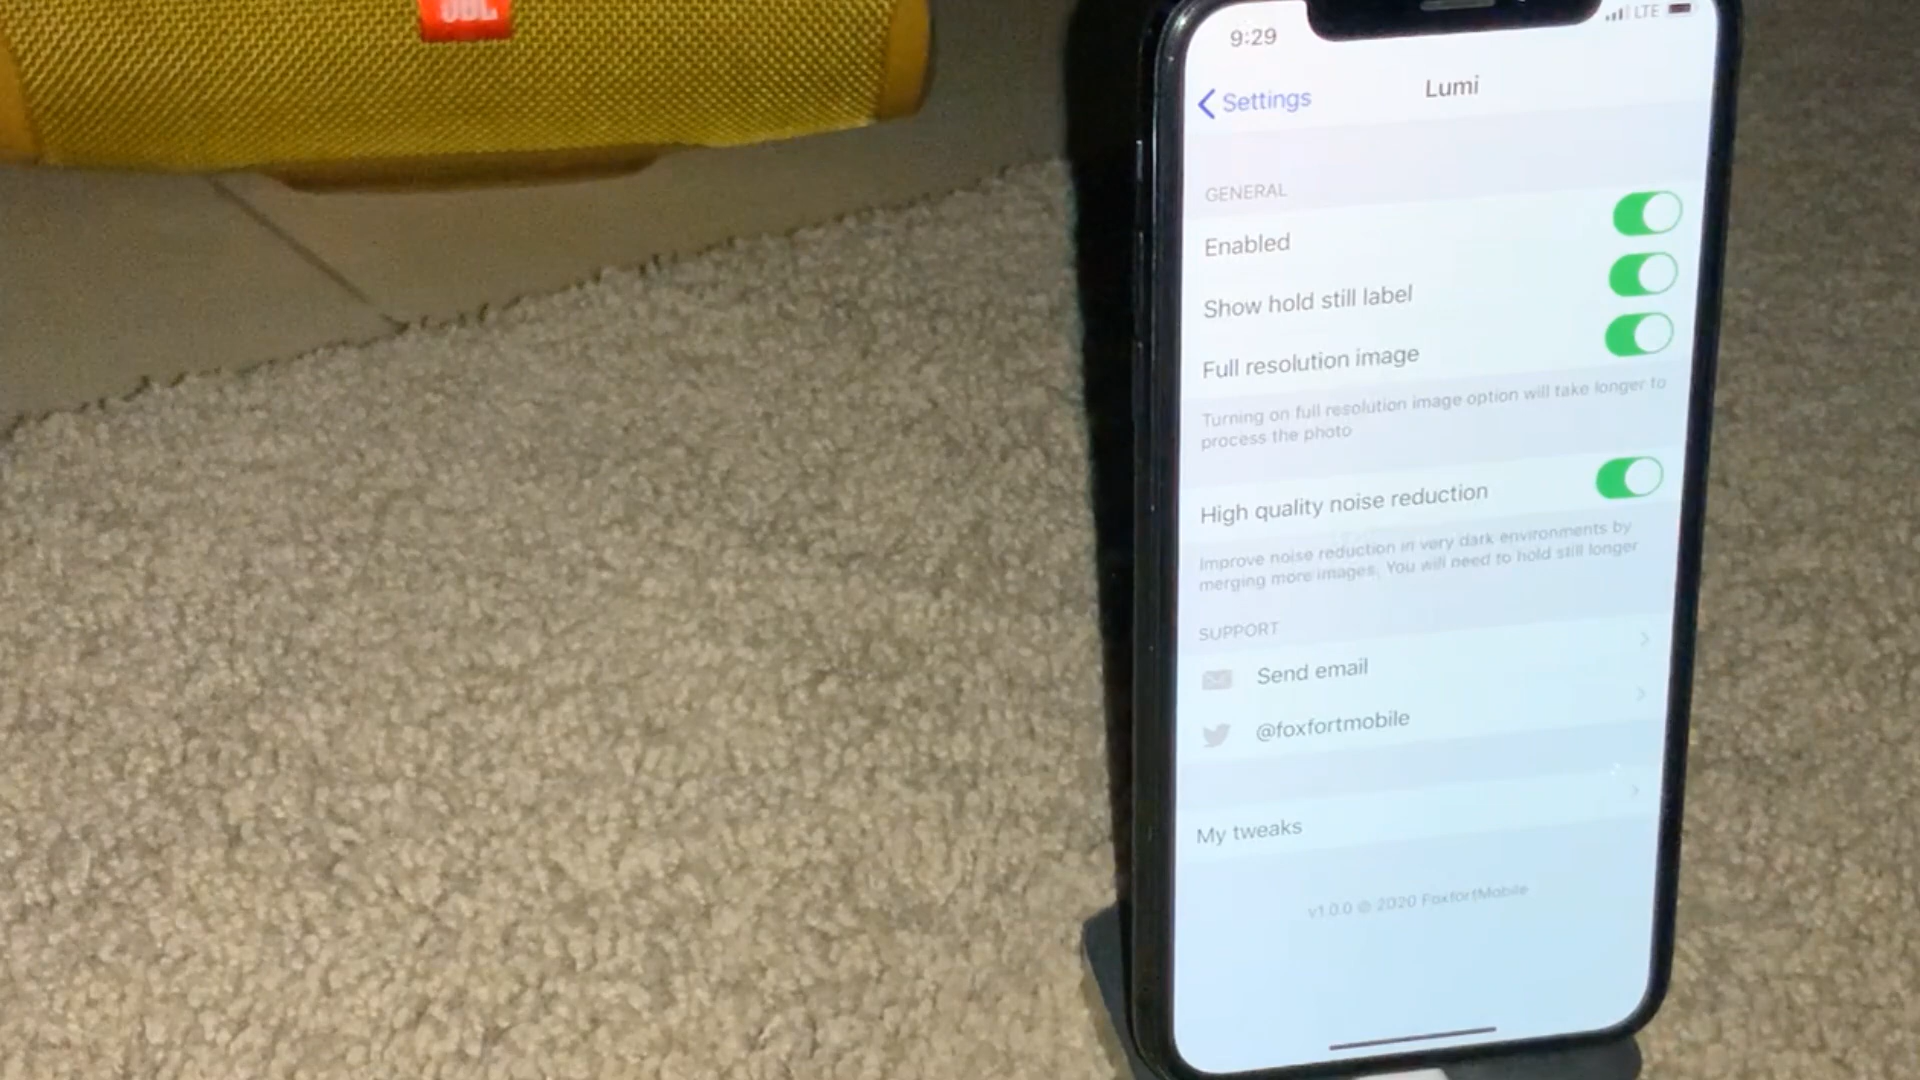 JBL
9:29
LTE
Settings
Lumi
GENERAL
Enabled
Show hold still label
Full resolution image
Turning on full resolution image option will take longer to
process the photo
High quality noise reduction
Improve noise reduction in very dark environments by
merging more images. You will need to hold still longer
SUPPORT
Send email
@foxfortmobile
My tweaks
v1.0.0 © 2020 FoxfortMobile